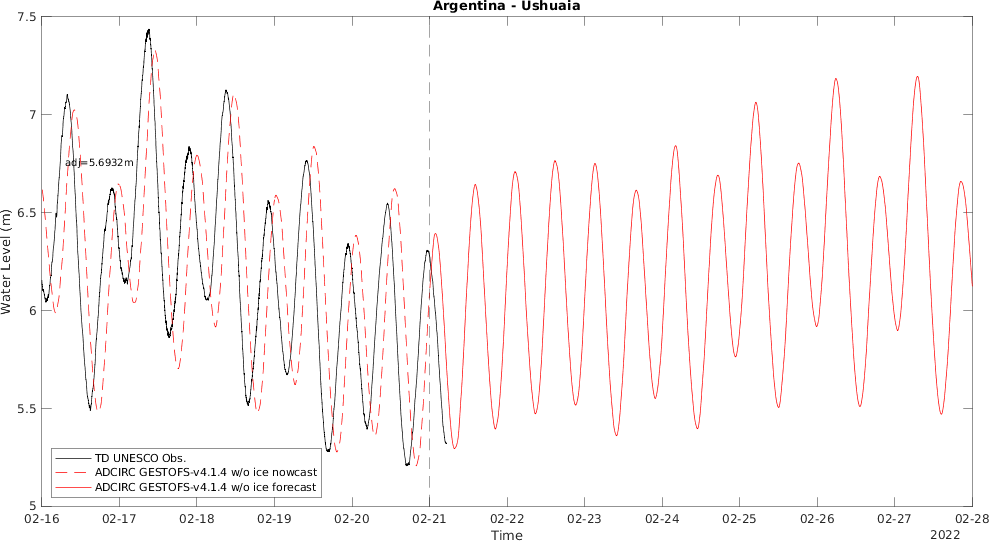 Argentina - Ushuaia
7.5
7
6.5
6
5.5
5
Water Level (m)
adj=5.6932m
TD UNESCO Obs.
ADCIRC GESTOFS-v4.1.4 w/o ice nowcast
ADCIRC GESTOFS-v4.1.4 w/o ice forecast
02-16 02-17 02-18 02-19 02-20 02-21 02-22 02-23 02-24 02-25 02-26 02-27 02-28
Time
2022